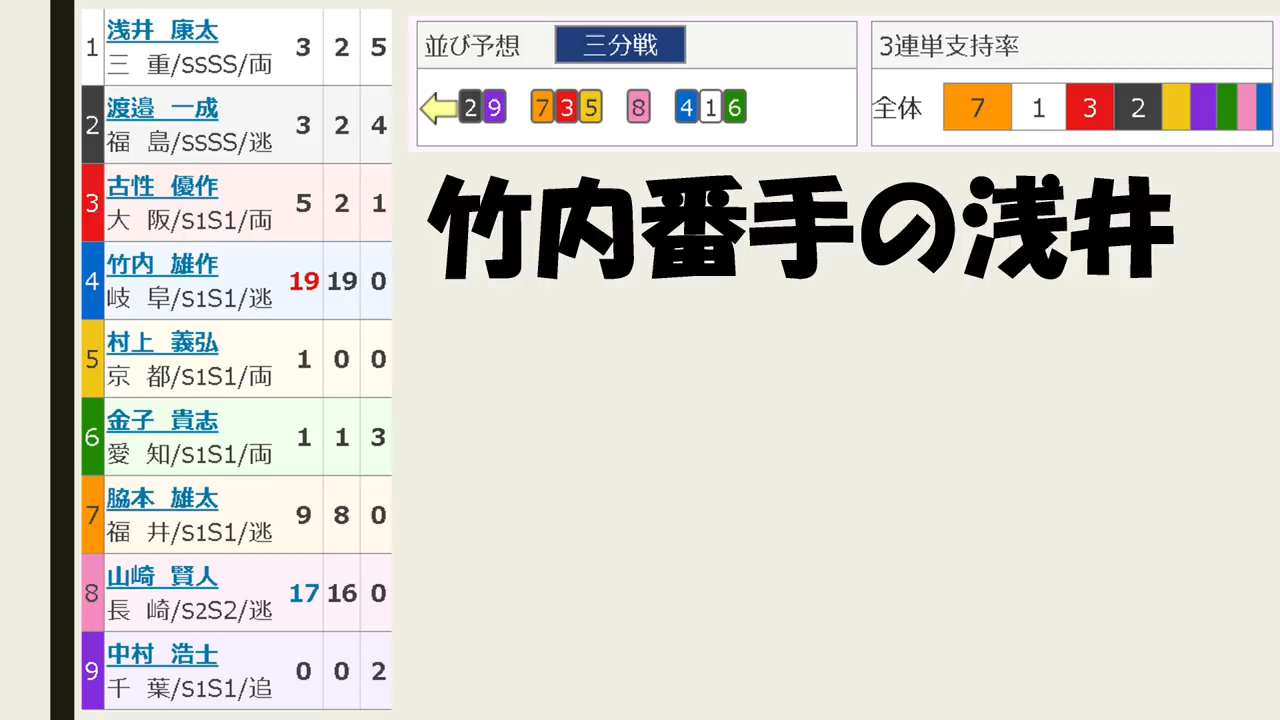 1 浅井 康太 3 2 5
三 重/SSSS/両
2 渡邉 一成 3 2 4
福 島/SSSS/逃
3 古性 優作 5 2 1
大 阪/S1S1/両
4 竹内 雄作 19 19 0
岐 阜/S1S1/逃
5 村上 義弘 1 0 0
京 都/S1S1/両
6 金子 貴志 1 1 3
愛 知/S1S1/両
7 脇本 雄太 9 8 0
福 井/S1S1/逃
8 山崎 賢人 17 16 0
長 崎/S2S2/逃
9 中村 浩士 0 0 2
千 葉/S1S1/追
並び予想 三分戦
2 9 7 3 5 8 4 1 6
3連単支持率
全体 7 1 3 2
竹内番手の浅井